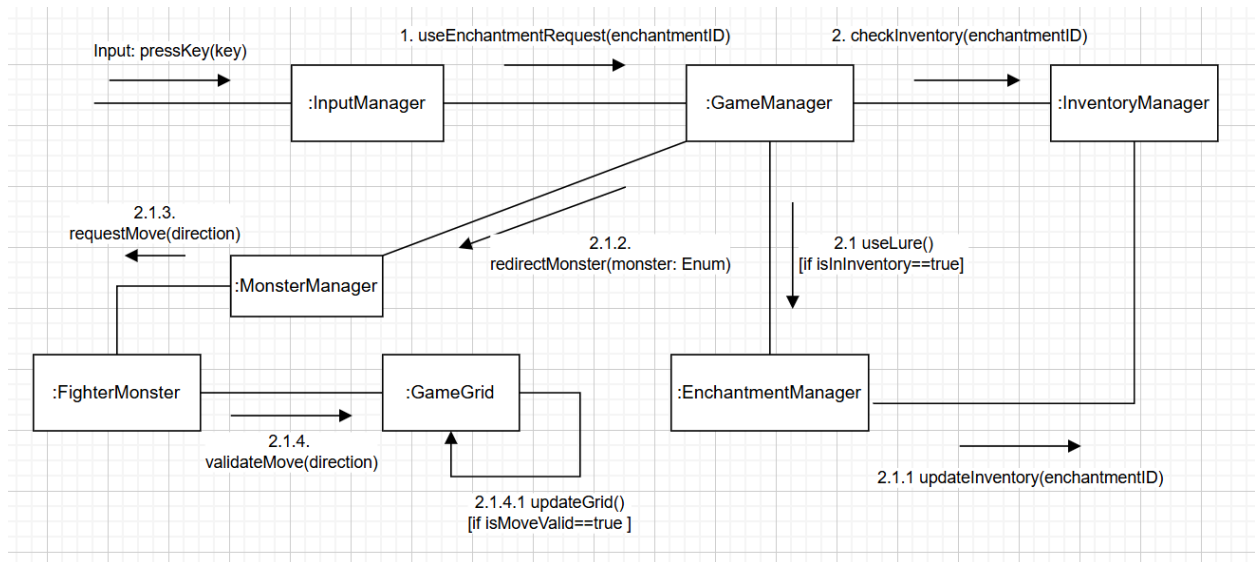 Input: pressKey(key)
1. useEnchantmentRequest(enchantmentID)
2. checkInventory(enchantmentID)
:InputManager
:GameManager
:InventoryManager
2.1.3.
requestMove(direction)
2.1.2.
redirectMonster(monster: Enum)
2.1 useLure()
[if isInInventory==true]
:MonsterManager
:FighterMonster
:GameGrid
:EnchantmentManager
2.1.4.
validateMove(direction)
2.1.1 updateInventory(enchantmentID)
2.1.4.1 updateGrid()
[if isMoveValid==true ]